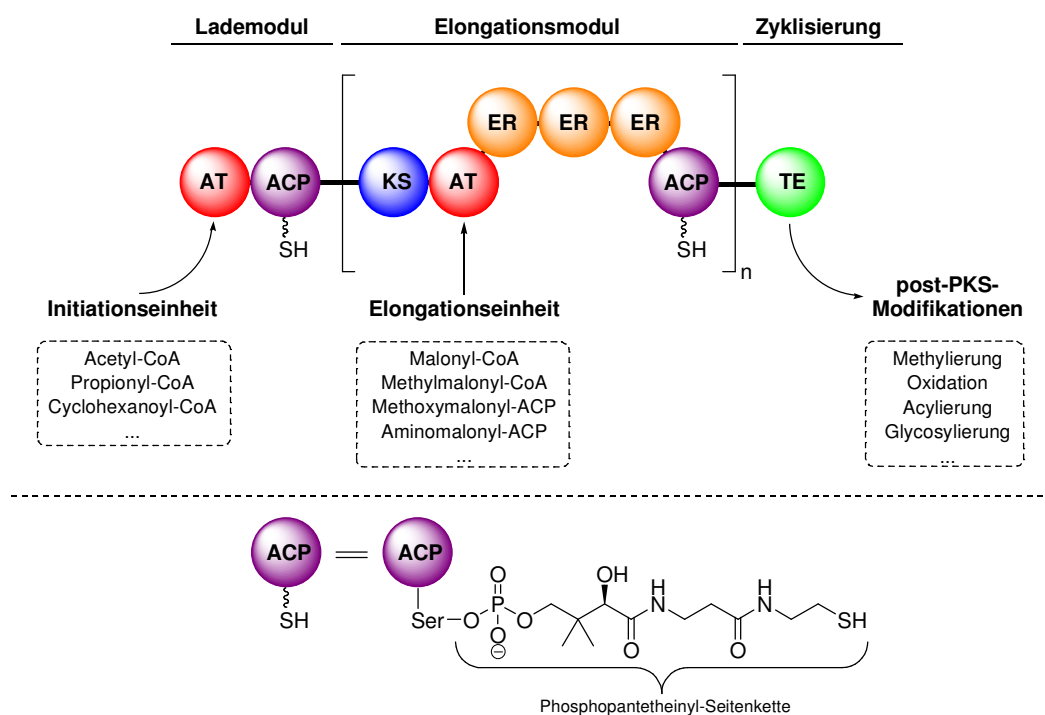 Lademodul Elongationsmodul Zyklisierung
ER ER ER
AT ACP KS AT ACP TE
SH SH
n
Initiationseinheit
Acetyl-CoA
Propionyl-CoA
Cyclohexanoyl-CoA
...
Elongationseinheit
Malonyl-CoA
Methylmalonyl-CoA
Methoxymalonyl-ACP
Aminomalonyl-ACP
...
post-PKS-
Modifikationen
Methylierung
Oxidation
Acylierung
Glycosylierung
...
ACP = ACP
SH
Ser O P O O O ⊖ OH O H N O H N SH
Phosphopantetheinyl-Seitenkette